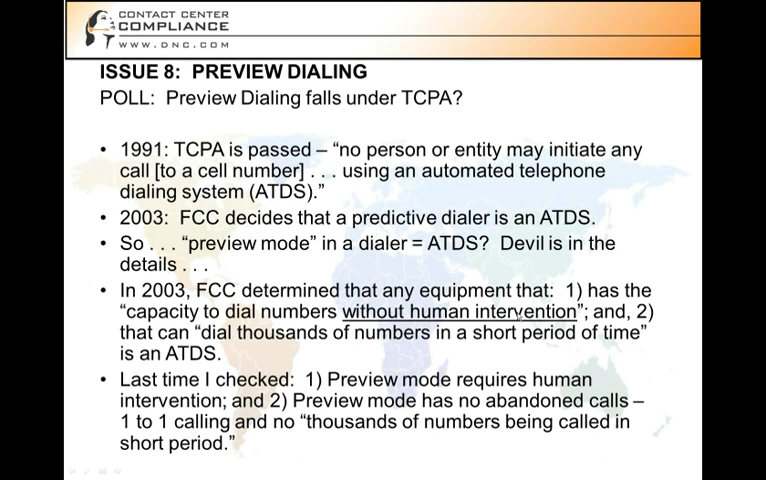 CONTACT CENTER
COMPLIANCE
WWW.DNC.COM
ISSUE 8: PREVIEW DIALING
POLL: Preview Dialing falls under TCPA?
• 1991: TCPA is passed – “no person or entity may initiate any
call [to a cell number] . . . using an automated telephone
dialing system (ATDS).”
• 2003: FCC decides that a predictive dialer is an ATDS.
• So . . . “preview mode” in a dialer = ATDS? Devil is in the
details . . .
• In 2003, FCC determined that any equipment that: 1) has the
“capacity to dial numbers without human intervention”; and, 2)
that can “dial thousands of numbers in a short period of time”
is an ATDS.
• Last time I checked: 1) Preview mode requires human
intervention; and 2) Preview mode has no abandoned calls –
1 to 1 calling and no “thousands of numbers being called in
short period.”